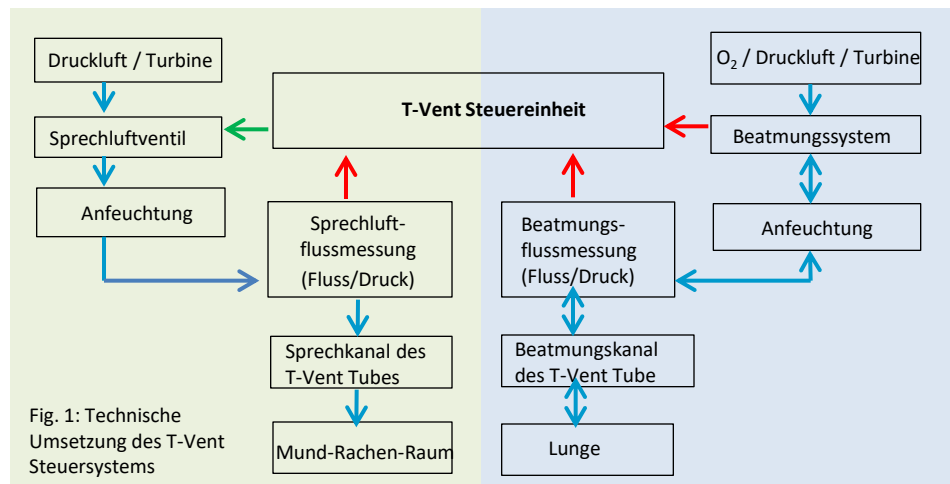 Druckluft / Turbine
O₂ / Druckluft / Turbine
T-Vent Steuereinheit
Sprechluftventil
Beatmungssystem
Anfeuchtung
Sprechluft-
flussmessung
(Fluss/Druck)
Beatmungs-
flussmessung
(Fluss/Druck)
Anfeuchtung
Sprechkanal des
T-Vent Tubes
Beatmungskanal
des T-Vent Tube
Fig. 1: Technische
Umsetzung des T-Vent
Steuersystems
Mund-Rachen-Raum
Lunge